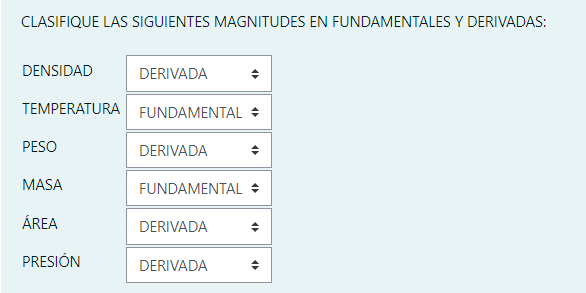 CLASIFIQUE LAS SIGUIENTES MAGNITUDES EN FUNDAMENTALES Y DERIVADAS:
DENSIDAD DERIVADA
TEMPERATURA FUNDAMENTAL
PESO DERIVADA
MASA FUNDAMENTAL
ÁREA DERIVADA
PRESIÓN DERIVADA